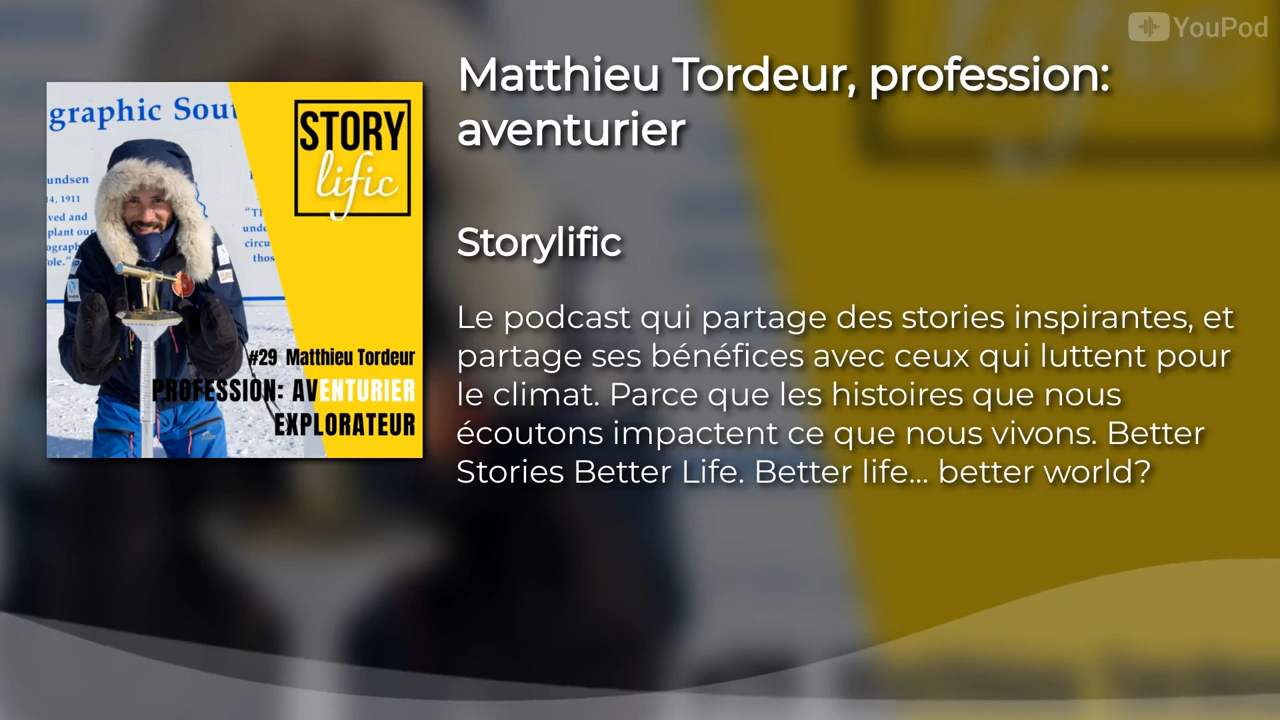 YouPod
Matthieu Tordeur, profession:
aventurier
Storylific
Le podcast qui partage des stories inspirantes, et
partage ses bénéfices avec ceux qui luttent pour
le climat. Parce que les histoires que nous
écoutons impactent ce que nous vivons. Better
Stories Better Life. Better life... better world?
graphic Sout
STORY
lific
undsen
14, 1911
ved and
plant our
ograph
ole."
"Th
unde
circu
thos
#29 Matthieu Tordeur
PROFESSION: AVENTURIER
EXPLORATEUR